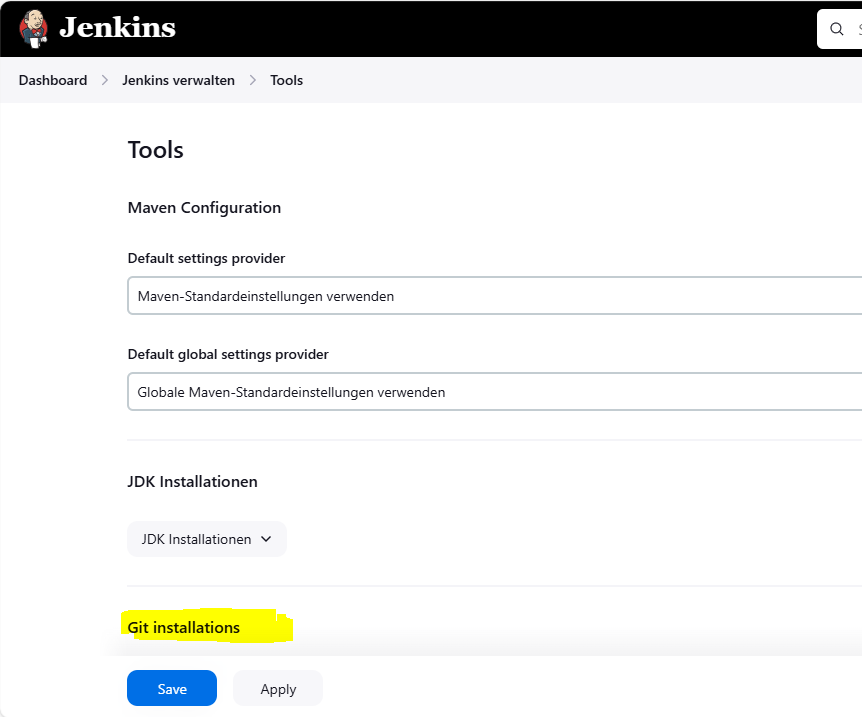 Jenkins
Dashboard > Jenkins verwalten > Tools
Tools
Maven Configuration
Default settings provider
Maven-Standardeinstellungen verwenden
Default global settings provider
Globale Maven-Standardeinstellungen verwenden
JDK Installationen
JDK Installationen
Git installations
Save Apply